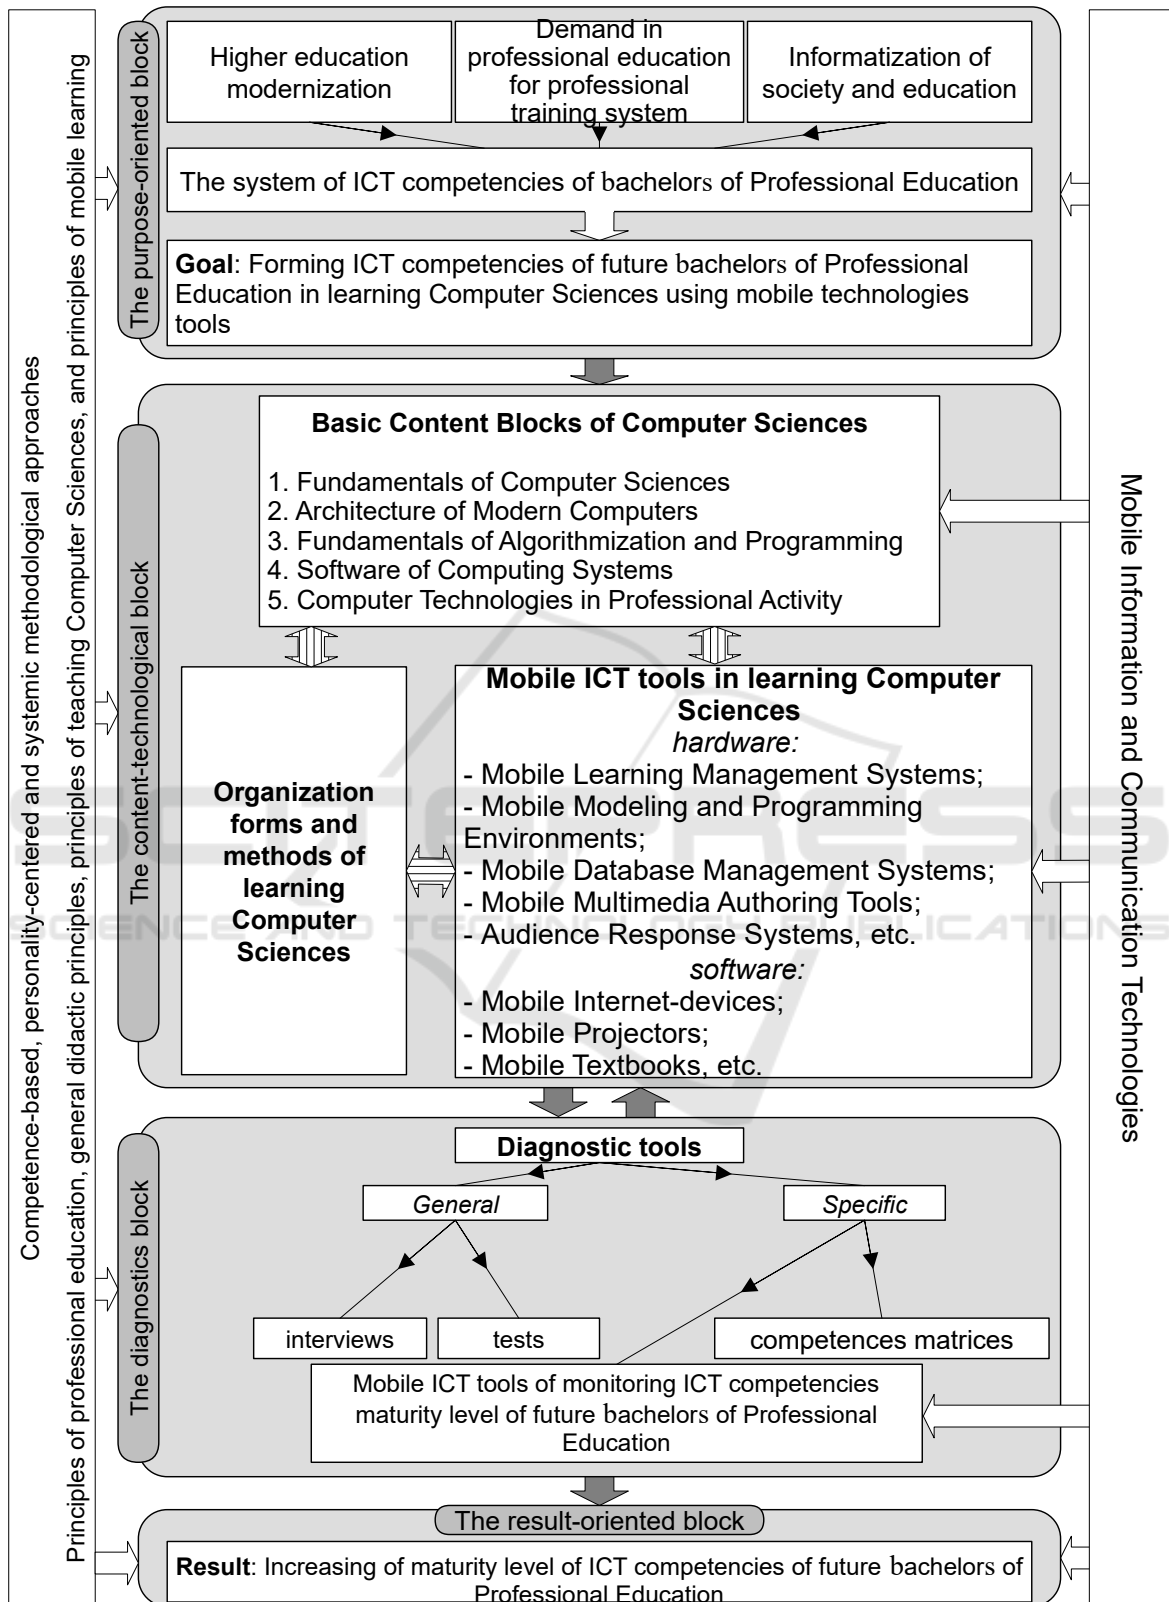 Competence-based, personality-centered and systemic methodological approaches
Principles of professional education, general didactic principles, principles of teaching Computer Sciences, and principles of mobile learning
The purpose-oriented block
Higher education
modernization
Demand in
professional education
for professional
training system
Informatization of
society and education
The system of ICT competencies of bachelors of Professional Education
Goal: Forming ICT competencies of future bachelors of Professional
Education in learning Computer Sciences using mobile technologies
tools
The content-technological block
Basic Content Blocks of Computer Sciences
1. Fundamentals of Computer Sciences
2. Architecture of Modern Computers
3. Fundamentals of Algorithmization and Programming
4. Software of Computing Systems
5. Computer Technologies in Professional Activity
Organization
forms and
methods of
learning
Computer
Sciences
Mobile ICT tools in learning Computer
Sciences
hardware:
- Mobile Learning Management Systems;
- Mobile Modeling and Programming
Environments;
- Mobile Database Management Systems;
- Mobile Multimedia Authoring Tools;
- Audience Response Systems, etc.
software:
- Mobile Internet-devices;
- Mobile Projectors;
- Mobile Textbooks, etc.
The diagnostics block
Diagnostic tools
General
Specific
interviews
tests
competences matrices
Mobile ICT tools of monitoring ICT competencies
maturity level of future bachelors of Professional
Education
The result-oriented block
Result: Increasing of maturity level of ICT competencies of future bachelors of
Professional Education
Mobile Information and Communication Technologies
SCITEPRESS
SCIENCE AND TECHNOLOGY PUBLICATIONS